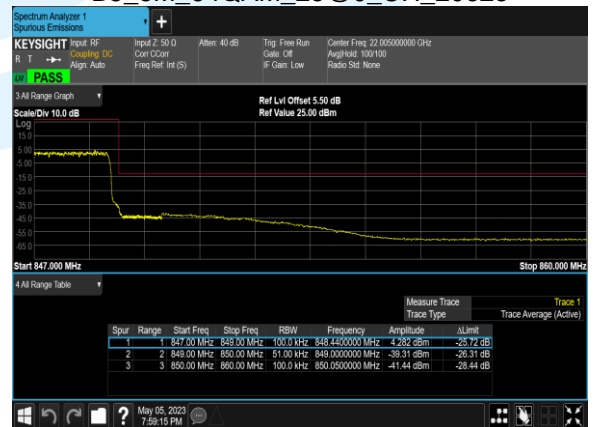 Spectrum Analyzer 1
Spurious Emissions
+
KEYSIGHT Input: RF
R T Coupling: DC
Align: Auto
LV PASS
Input Z: 50 Ω
Corr CCorr
Freq Ref: Int (S)
Atten: 40 dB
Trig: Free Run
Gate: Off
IF Gain: Low
Center Freq: 22.005000000 GHz
Avg|Hold: 100/100
Radio Std: None
3 All Range Graph
Scale/Div 10.0 dB
Ref Lvl Offset 5.50 dB
Ref Value 25.00 dBm
Log
15.0
5.00
-5.00
-15.0
-25.0
-35.0
-45.0
-55.0
-65.0
Start 847.000 MHz Stop 860.000 MHz
4 All Range Table
Measure Trace Trace 1
Trace Type Trace Average (Active)
Spur Range Start Freq Stop Freq RBW Frequency Amplitude ΔLimit
1 1 847.00 MHz 849.00 MHz 100.0 kHz 848.4400000 MHz 4.282 dBm -25.72 dB
2 2 849.00 MHz 850.00 MHz 51.00 kHz 849.0000000 MHz -39.31 dBm -26.31 dB
3 3 850.00 MHz 860.00 MHz 100.0 kHz 850.0500000 MHz -41.44 dBm -28.44 dB
?
May 05, 2023
7:59:15 PM